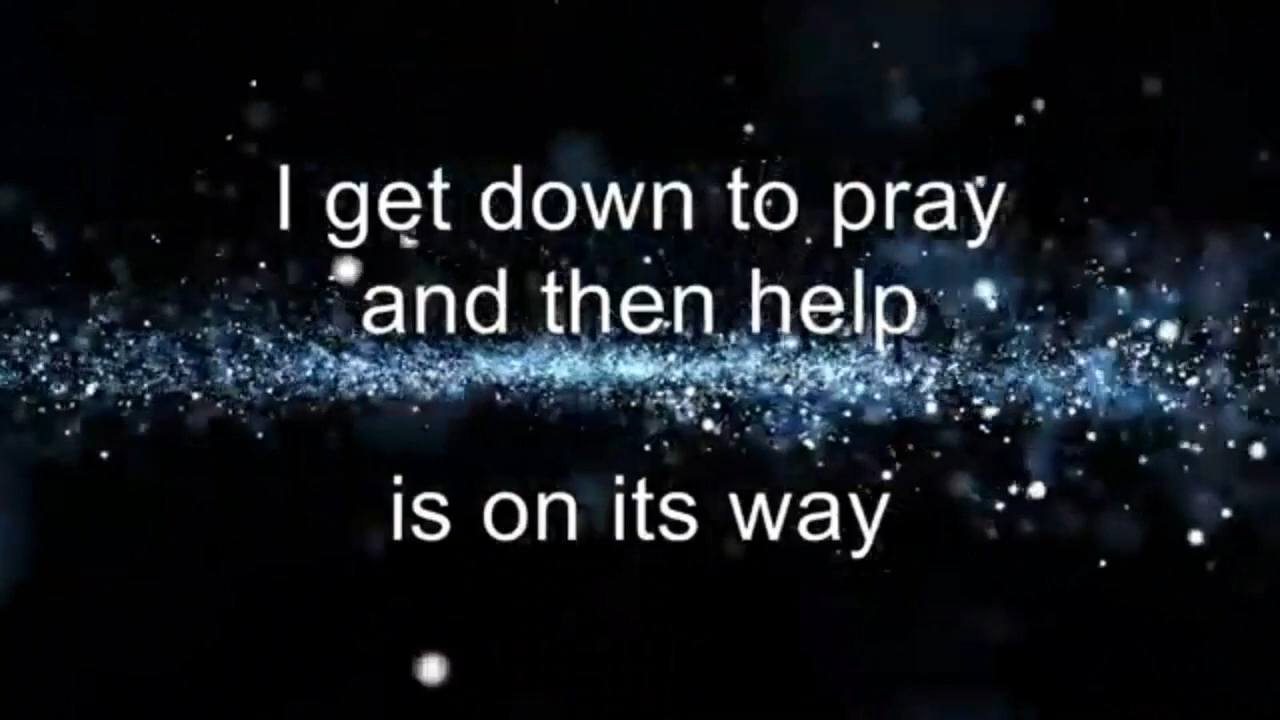 I get down to pray
and then help
is on its way